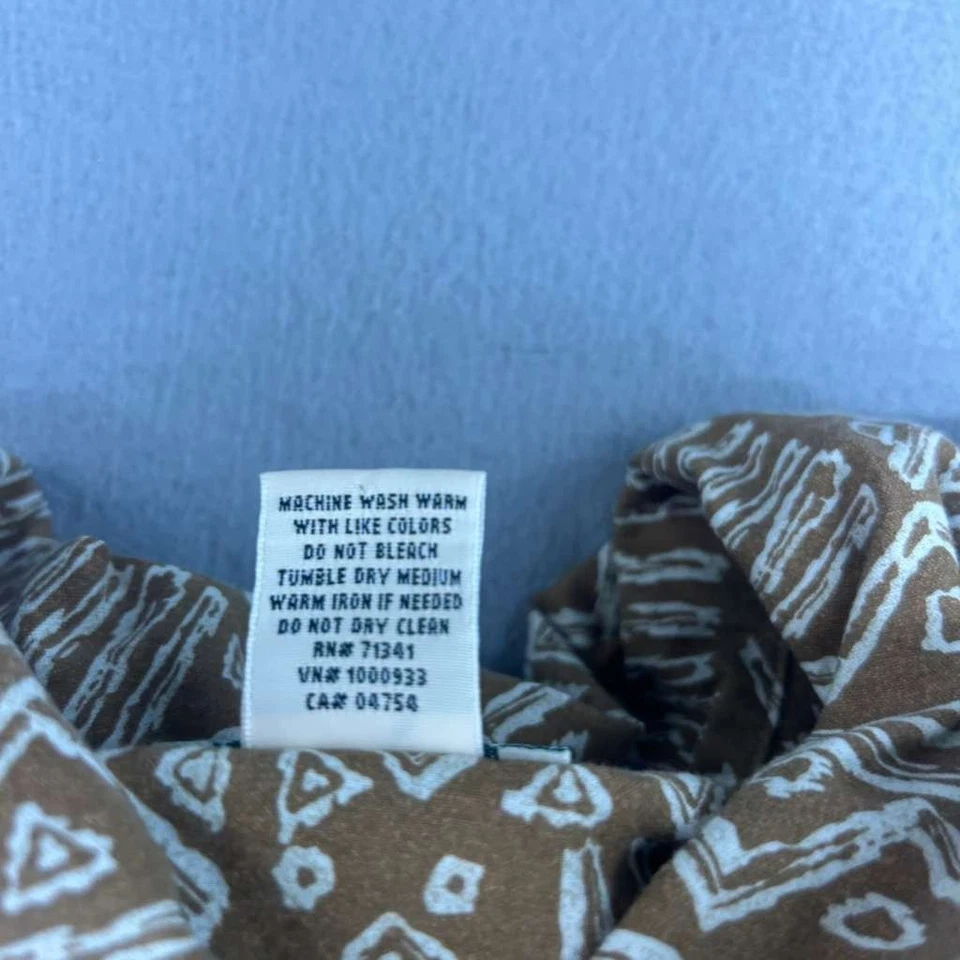 MACHINE WASH WARM
WITH LIKE COLORS
DO NOT BLEACH
TUMBLE DRY MEDIUM
WARM IRON IF NEEDED
DO NOT DRY CLEAN
RN# 71341
VN# 1000933
CA# 04754